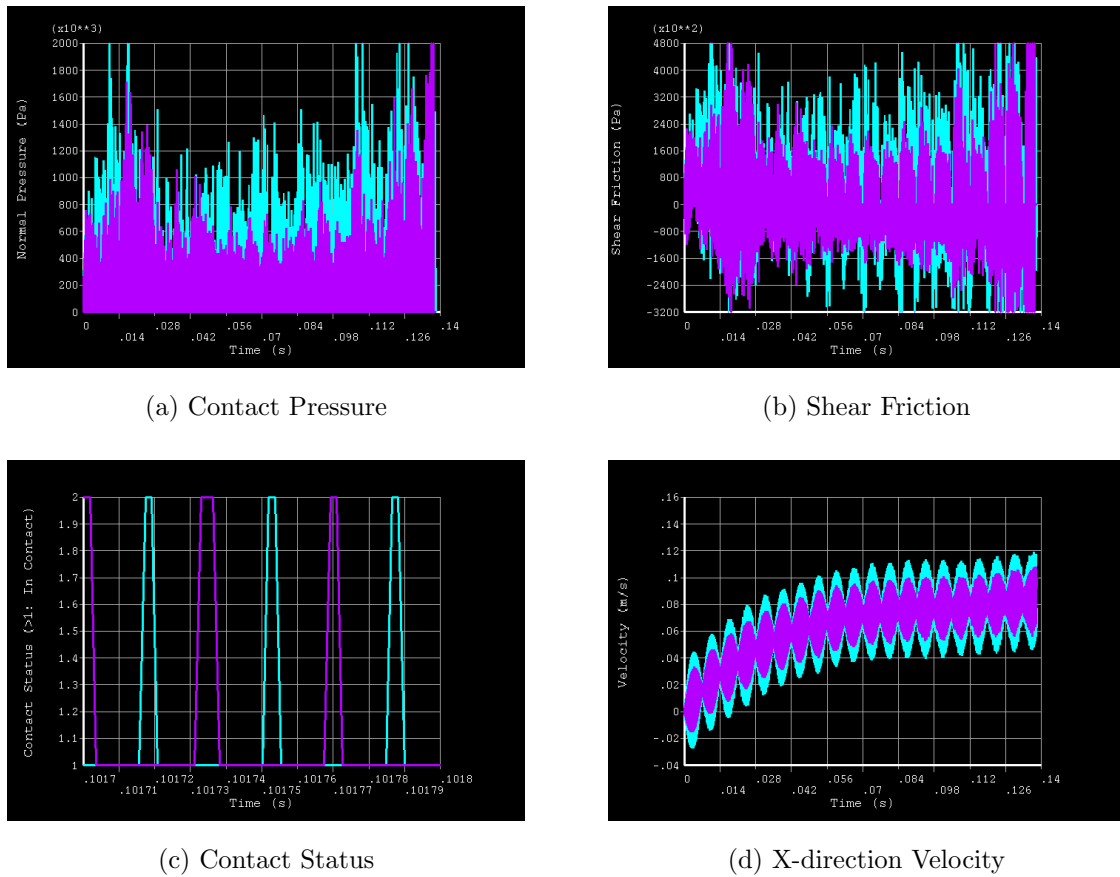 (x10**3)
2000
1800
1600
1400
1200
1000
800
600
400
200
0
Normal Pressure (Pa)
0 .028 .056 .084 .112 .14
.014 .042 .07 .098 .126
Time (s)
(a) Contact Pressure
(x10**2)
4800
4000
3200
2400
1600
800
0
-800
-1600
-2400
-3200
Shear Friction (Pa)
0 .028 .056 .084 .112 .14
.014 .042 .07 .098 .126
Time (s)
(b) Shear Friction
2
1.9
1.8
1.7
1.6
1.5
1.4
1.3
1.2
1.1
1
Contact Status (>1: In Contact)
.1017 .10172 .10174 .10176 .10178 .1018
.10171 .10173 .10175 .10177 .10179
Time (s)
(c) Contact Status
.16
.14
.12
.1
.08
.06
.04
.02
0
-.02
-.04
Velocity (m/s)
0 .028 .056 .084 .112 .14
.014 .042 .07 .098 .126
Time (s)
(d) X-direction Velocity